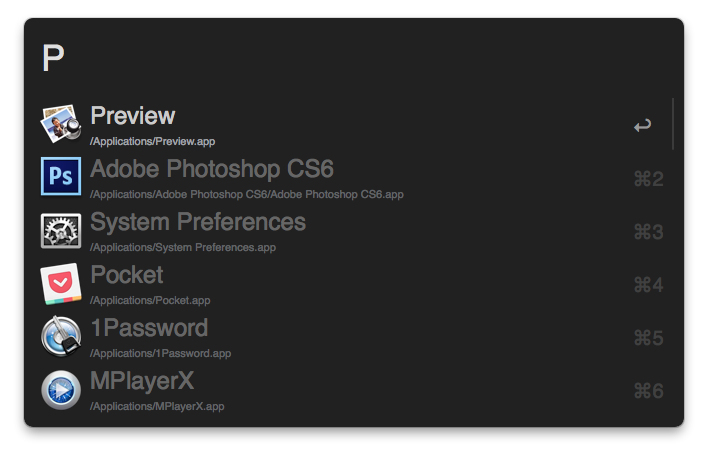 P
Preview
/Applications/Preview.app
Ps
Adobe Photoshop CS6
/Applications/Adobe Photoshop CS6/Adobe Photoshop CS6.app
⌘2
System Preferences
/Applications/System Preferences.app
⌘3
Pocket
/Applications/Pocket.app
⌘4
1Password
/Applications/1Password.app
⌘5
MPlayerX
/Applications/MPlayerX.app
⌘6